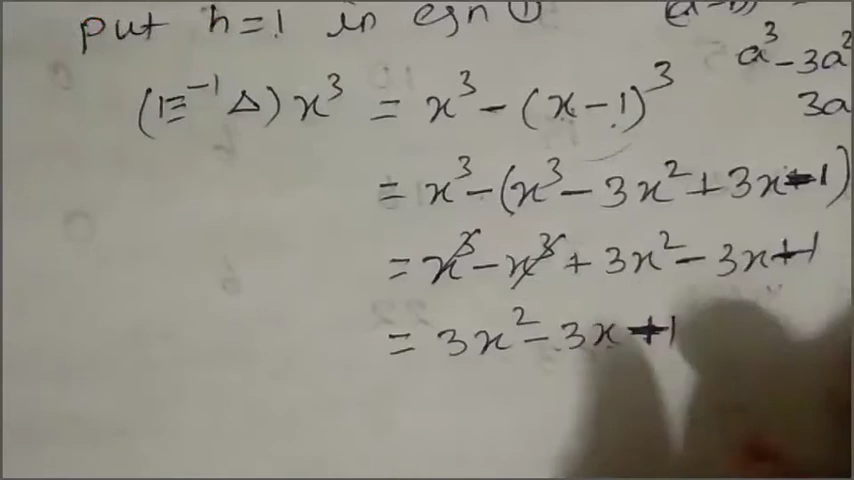 put h=1 in eqn ①
a³-3a²
(E⁻¹ Δ) x³ = x³ - (x-1)³
3a
= x³ - (x³ - 3x² + 3x - 1)
= x³ - x³ + 3x² - 3x + 1
= 3x² - 3x + 1